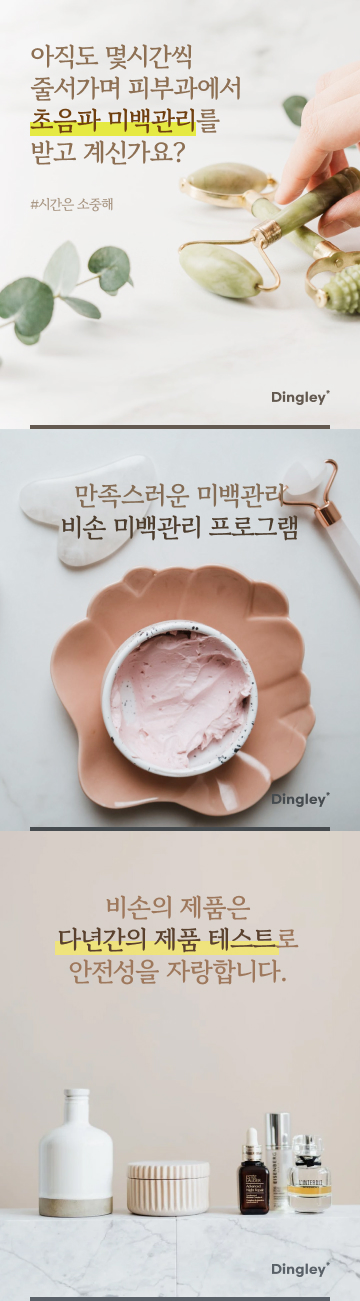 아직도 몇시간씩
줄서가며 피부과에서
초음파 미백관리를
받고 계신가요?
#시간은 소중해
Dingley*
만족스러운 미백관리
비손 미백관리 프로그램
Dingley*
비손의 제품은
다년간의 제품 테스트로
안전성을 자랑합니다.
L'INTERDIT
Dingley*